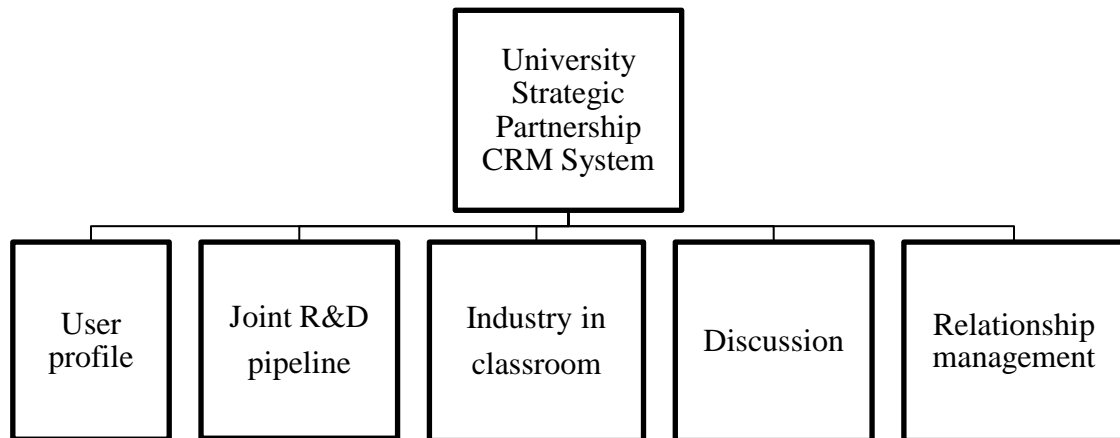 University
Strategic
Partnership
CRM System
User
profile
Joint R&D
pipeline
Industry in
classroom
Discussion
Relationship
management